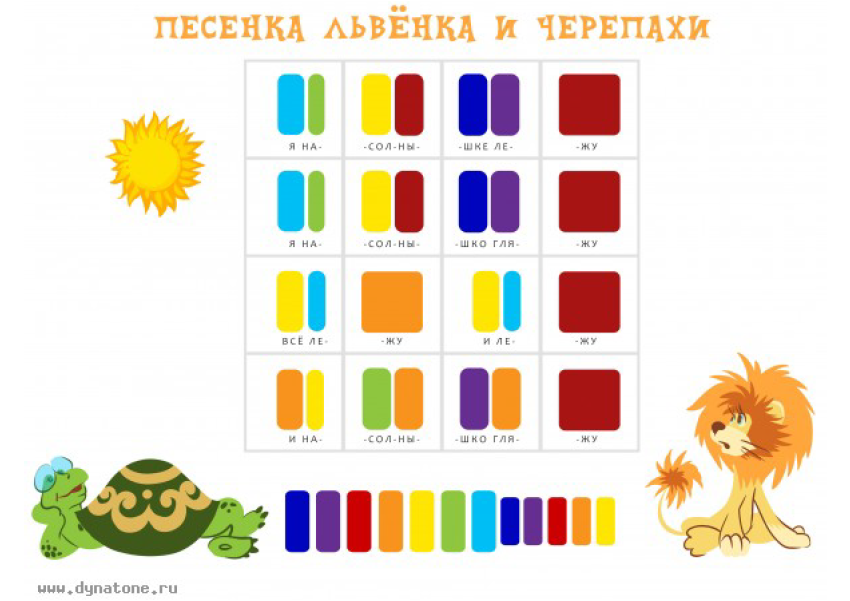 ПЕСЕНКА ЛЬВЁНКА И ЧЕРЕПАХИ
Я НА- -СОЛ-НЫ- -ШКЕ ЛЕ- -ЖУ
Я НА- -СОЛ-НЫ- -ШКО ГЛЯ- -ЖУ
ВСЁ ЛЕ- -ЖУ И ЛЕ- -ЖУ
И НА- -СОЛ-НЫ- -ШКО ГЛЯ- -ЖУ
www.dynatone.ru